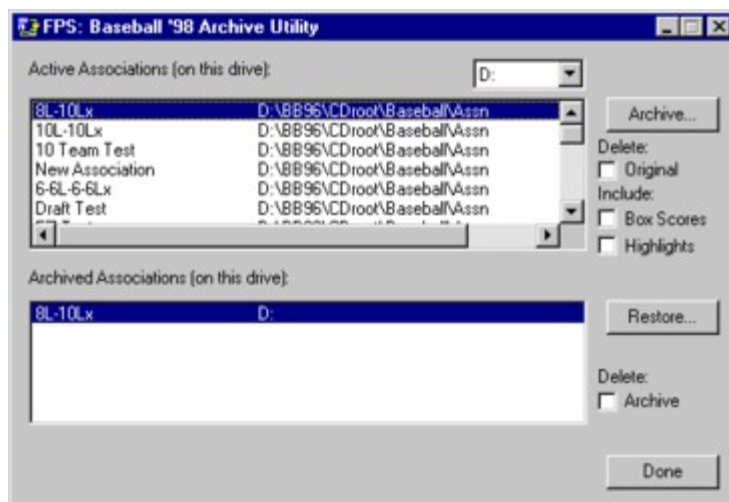 FPS: Baseball '98 Archive Utility
Active Associations (on this drive):
D:
8L-10Lx D:\BB96\CDroot\Baseball\Assn
10L-10Lx D:\BB96\CDroot\Baseball\Assn
10 Team Test D:\BB96\CDroot\Baseball\Assn
New Association D:\BB96\CDroot\Baseball\Assn
6-6L-6-6Lx D:\BB96\CDroot\Baseball\Assn
Draft Test D:\BB96\CDroot\Baseball\Assn
Archive...
Delete:
Original
Include:
Box Scores
Highlights
Archived Associations (on this drive):
8L-10Lx D:
Restore...
Delete:
Archive
Done